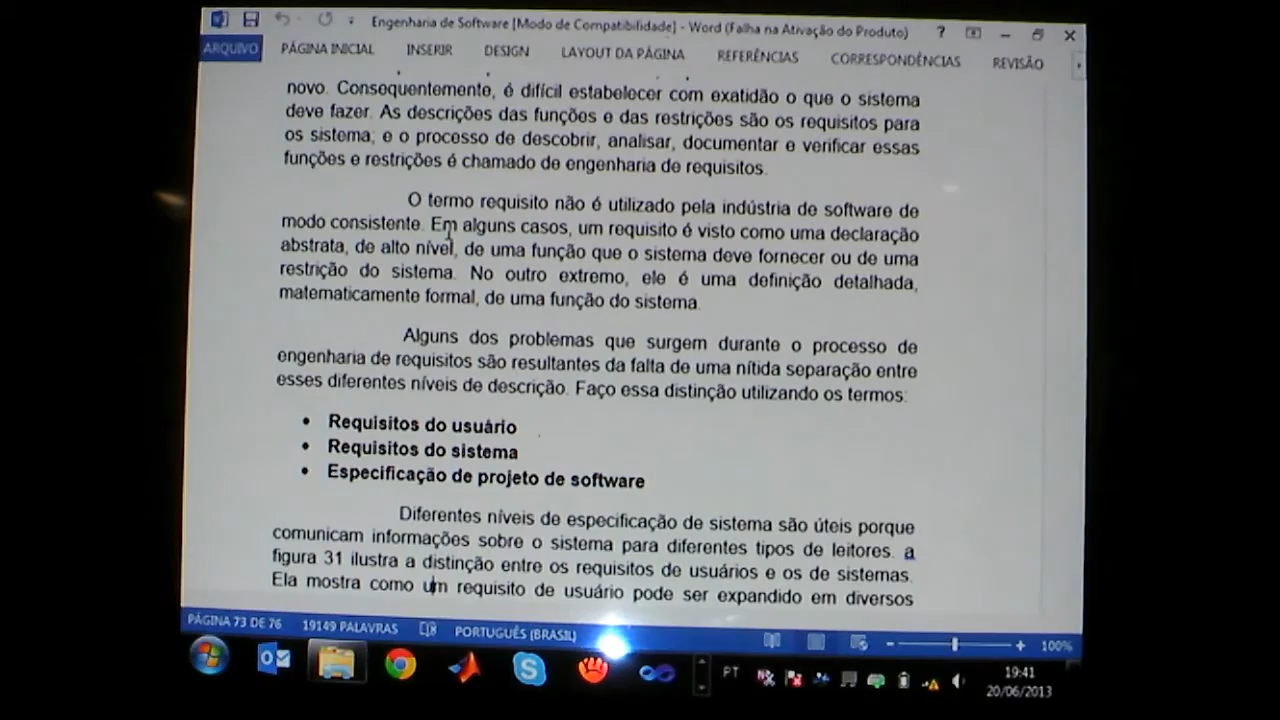 Engenharia de Software [Modo de Compatibilidade] - Word (Falha na Ativação do Produto)
ARQUIVO PÁGINA INICIAL INSERIR DESIGN LAYOUT DA PÁGINA REFERÊNCIAS CORRESPONDÊNCIAS REVISÃO
novo. Consequentemente, é difícil estabelecer com exatidão o que o sistema
deve fazer. As descrições das funções e das restrições são os requisitos para
os sistema; e o processo de descobrir, analisar, documentar e verificar essas
funções e restrições é chamado de engenharia de requisitos.
O termo requisito não é utilizado pela indústria de software de
modo consistente. Em alguns casos, um requisito é visto como uma declaração
abstrata, de alto nível, de uma função que o sistema deve fornecer ou de uma
restrição do sistema. No outro extremo, ele é uma definição detalhada,
matematicamente formal, de uma função do sistema.
Alguns dos problemas que surgem durante o processo de
engenharia de requisitos são resultantes da falta de uma nítida separação entre
esses diferentes níveis de descrição. Faço essa distinção utilizando os termos:
• Requisitos do usuário
• Requisitos do sistema
• Especificação de projeto de software
Diferentes níveis de especificação de sistema são úteis porque
comunicam informações sobre o sistema para diferentes tipos de leitores. a
figura 31 ilustra a distinção entre os requisitos de usuários e os de sistemas.
Ela mostra como um requisito de usuário pode ser expandido em diversos
PÁGINA 73 DE 76 19149 PALAVRAS PORTUGUÊS (BRASIL) 100%
PT 19:41
20/06/2013